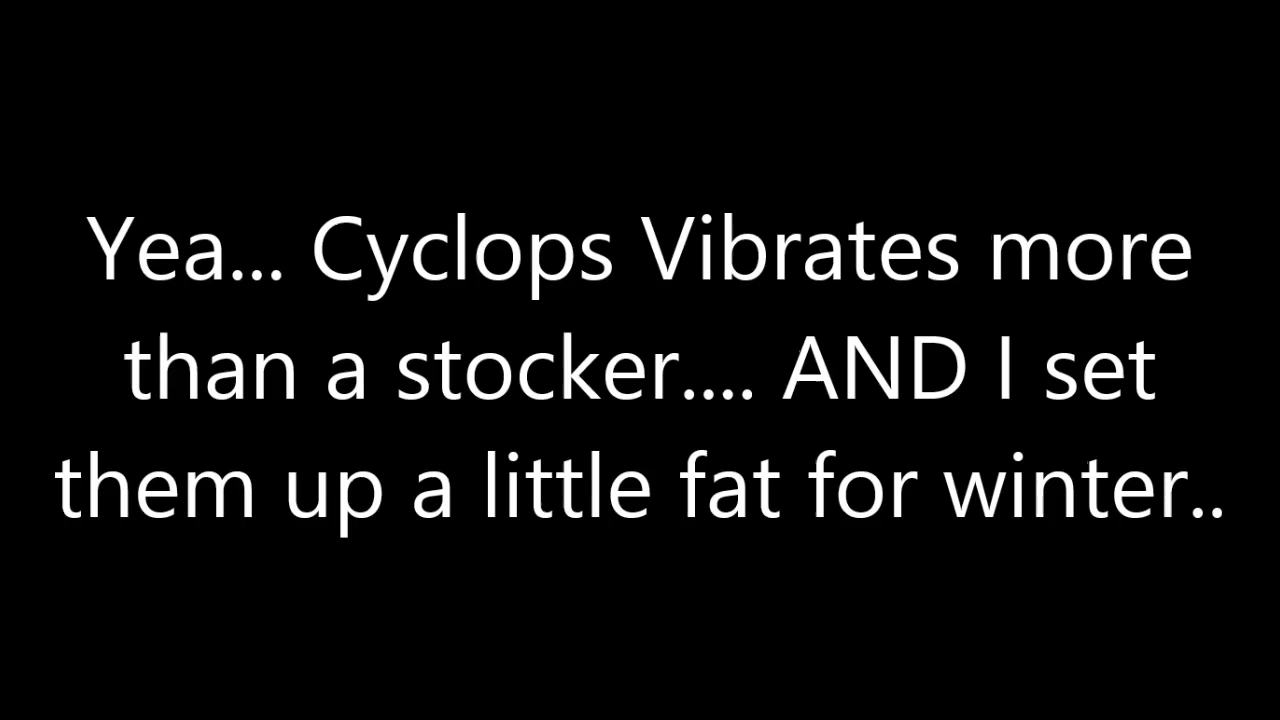 Yea... Cyclops Vibrates more
than a stocker.... AND I set
them up a little fat for winter..